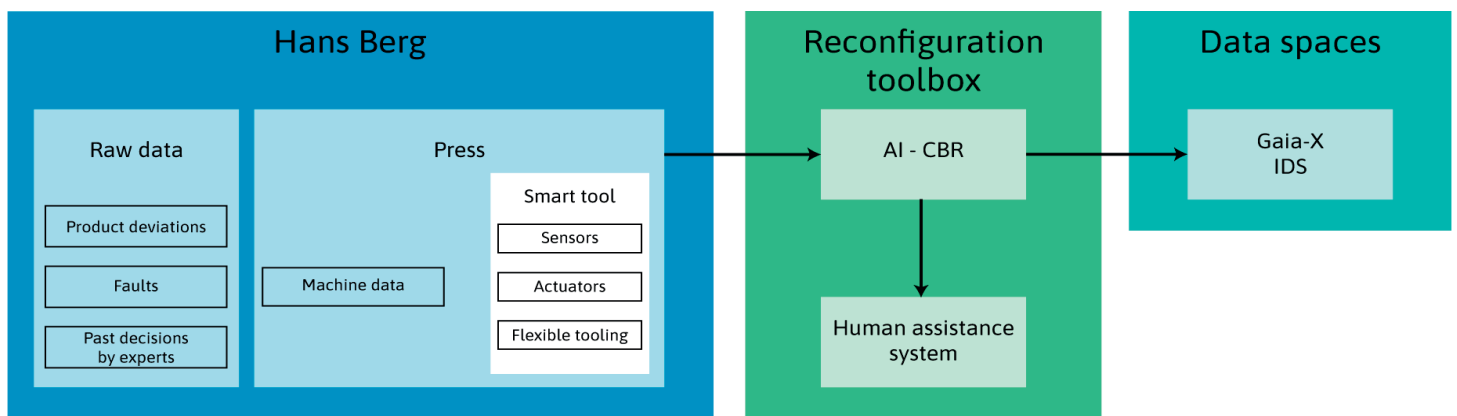 Hans Berg
Raw data
Product deviations
Faults
Past decisions
by experts
Press
Machine data
Smart tool
Sensors
Actuators
Flexible tooling
Reconfiguration
toolbox
AI - CBR
Human assistance
system
Data spaces
Gaia-X
IDS